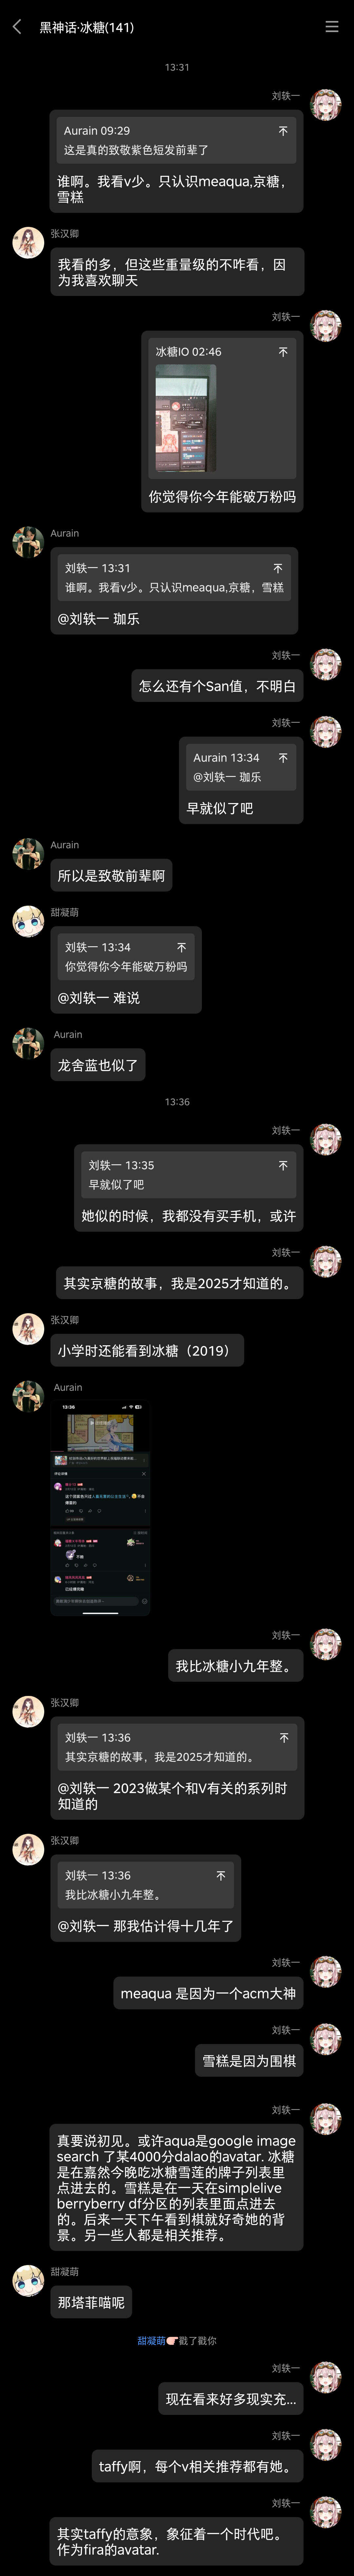 黑神话·冰糖(141)
13:31
刘轶一
Aurain 09:29
这是真的致敬紫色短发前辈了
谁啊。我看v少。只认识meaqua,京糖，
雪糕
张汉卿
我看的多，但这些重量级的不咋看，因
为我喜欢聊天
刘轶一
冰糖IO 02:46
你觉得你今年能破万粉吗
Aurain
刘轶一 13:31
谁啊。我看v少。只认识meaqua,京糖，雪糕
@刘轶一 珈乐
刘轶一
怎么还有个San值，不明白
刘轶一
Aurain 13:34
@刘轶一 珈乐
早就似了吧
Aurain
所以是致敬前辈啊
甜凝萌
刘轶一 13:34
你觉得你今年能破万粉吗
@刘轶一 难说
Aurain
龙舍蓝也似了
13:36
刘轶一
刘轶一 13:35
早就似了吧
她似的时候，我都没有买手机，或许
刘轶一
其实京糖的故事，我是2025才知道的。
张汉卿
小学时还能看到冰糖（2019）
Aurain
13:36
刘轶一
我比冰糖小九年整。
张汉卿
刘轶一 13:36
其实京糖的故事，我是2025才知道的。
@刘轶一 2023做某个和V有关的系列时
知道的
张汉卿
刘轶一 13:36
我比冰糖小九年整。
@刘轶一 那我估计得十几年了
刘轶一
meaqua 是因为一个acm大神
刘轶一
雪糕是因为围棋
刘轶一
真要说初见。或许aqua是google image
search 了某4000分dalao的avatar. 冰糖
是在嘉然今晚吃冰糖雪莲的牌子列表里
点进去的。雪糕是在一天在simplelive
berryberry df分区的列表里面点进去
的。后来一天下午看到棋就好奇她的背
景。另一些人都是相关推荐。
甜凝萌
那塔菲喵呢
甜凝萌👉戳了戳你
刘轶一
现在看来好多现实充...
刘轶一
taffy啊，每个v相关推荐都有她。
刘轶一
其实taffy的意象，象征着一个时代吧。
作为fira的avatar.